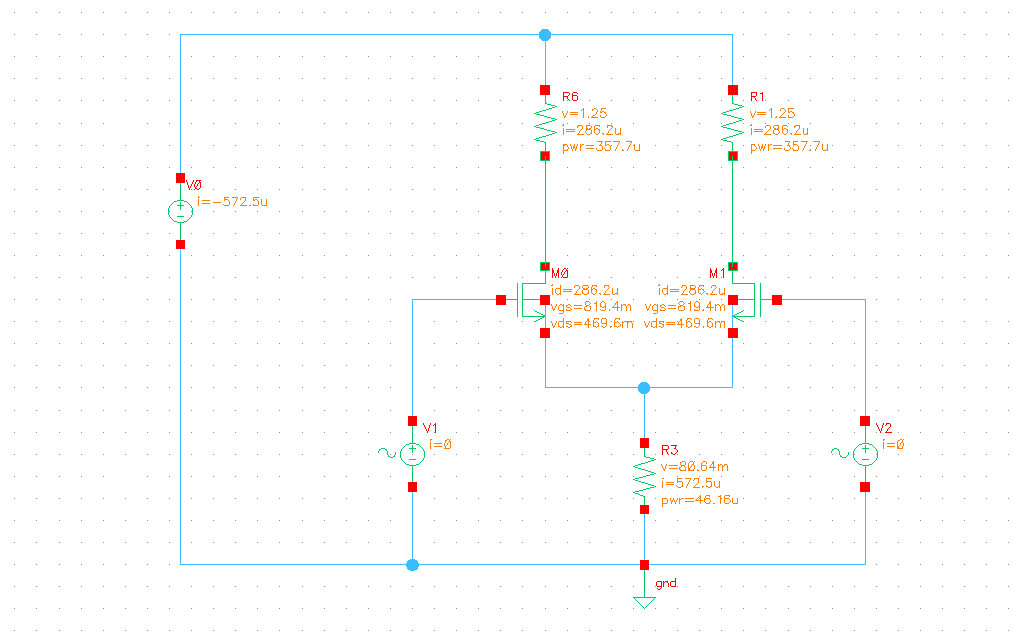 R6
v=1.25
i=286.2u
pwr=357.7u
R1
v=1.25
i=286.2u
pwr=357.7u
V0
i=-572.5u
M0
id=286.2u
vgs=819.4m
vds=469.6m
M1
id=286.2u
vgs=819.4m
vds=469.6m
V1
i=0
R3
v=80.64m
i=572.5u
pwr=46.16u
V2
i=0
gnd